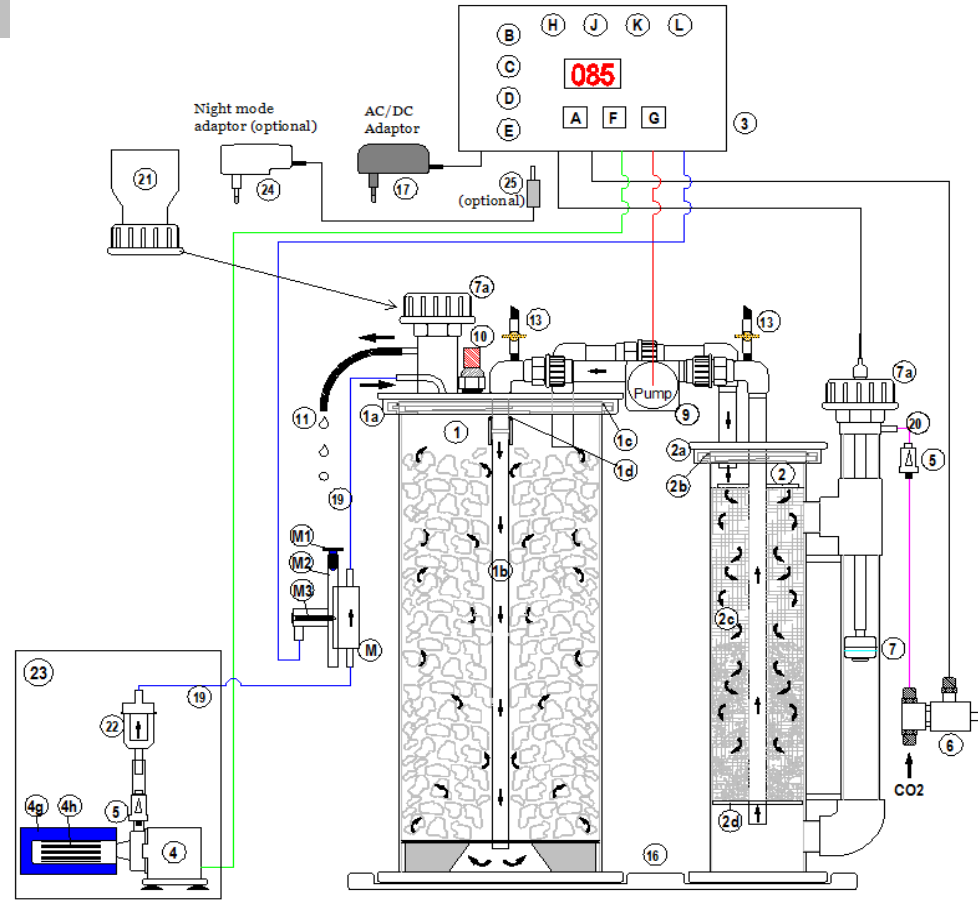 H J K L
B
C
085
D
A F G
E
3
Night mode
adaptor (optional)
AC/DC
Adaptor
21
24
17
25
(optional)
7a
10
13
13
7a
11
1a
1
Pump
9
1c
1d
2a
2b
2
20
5
19
M1
M2
M3
M
1b
2c
7
23
19
22
6
CO2
5
4g
4h
4
2d
16